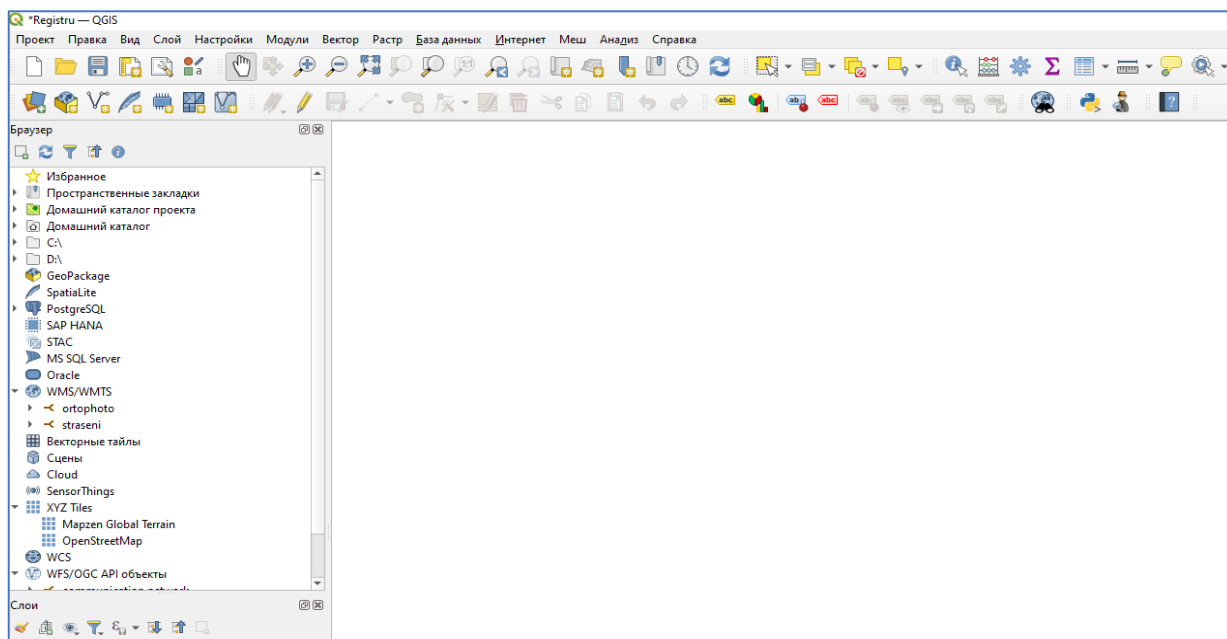 *Registru — QGIS
Проект Правка Вид Слой Настройки Модули Вектор Растр База данных Интернет Меш Анализ Справка
Браузер
Избранное
Пространственные закладки
Домашний каталог проекта
Домашний каталог
C:\
D:\
GeoPackage
SpatiaLite
PostgreSQL
SAP HANA
STAC
MS SQL Server
Oracle
WMS/WMTS
ortophoto
straseni
Векторные тайлы
Сцены
Cloud
SensorThings
XYZ Tiles
Mapzen Global Terrain
OpenStreetMap
WCS
WFS/OGC API объекты
Слои